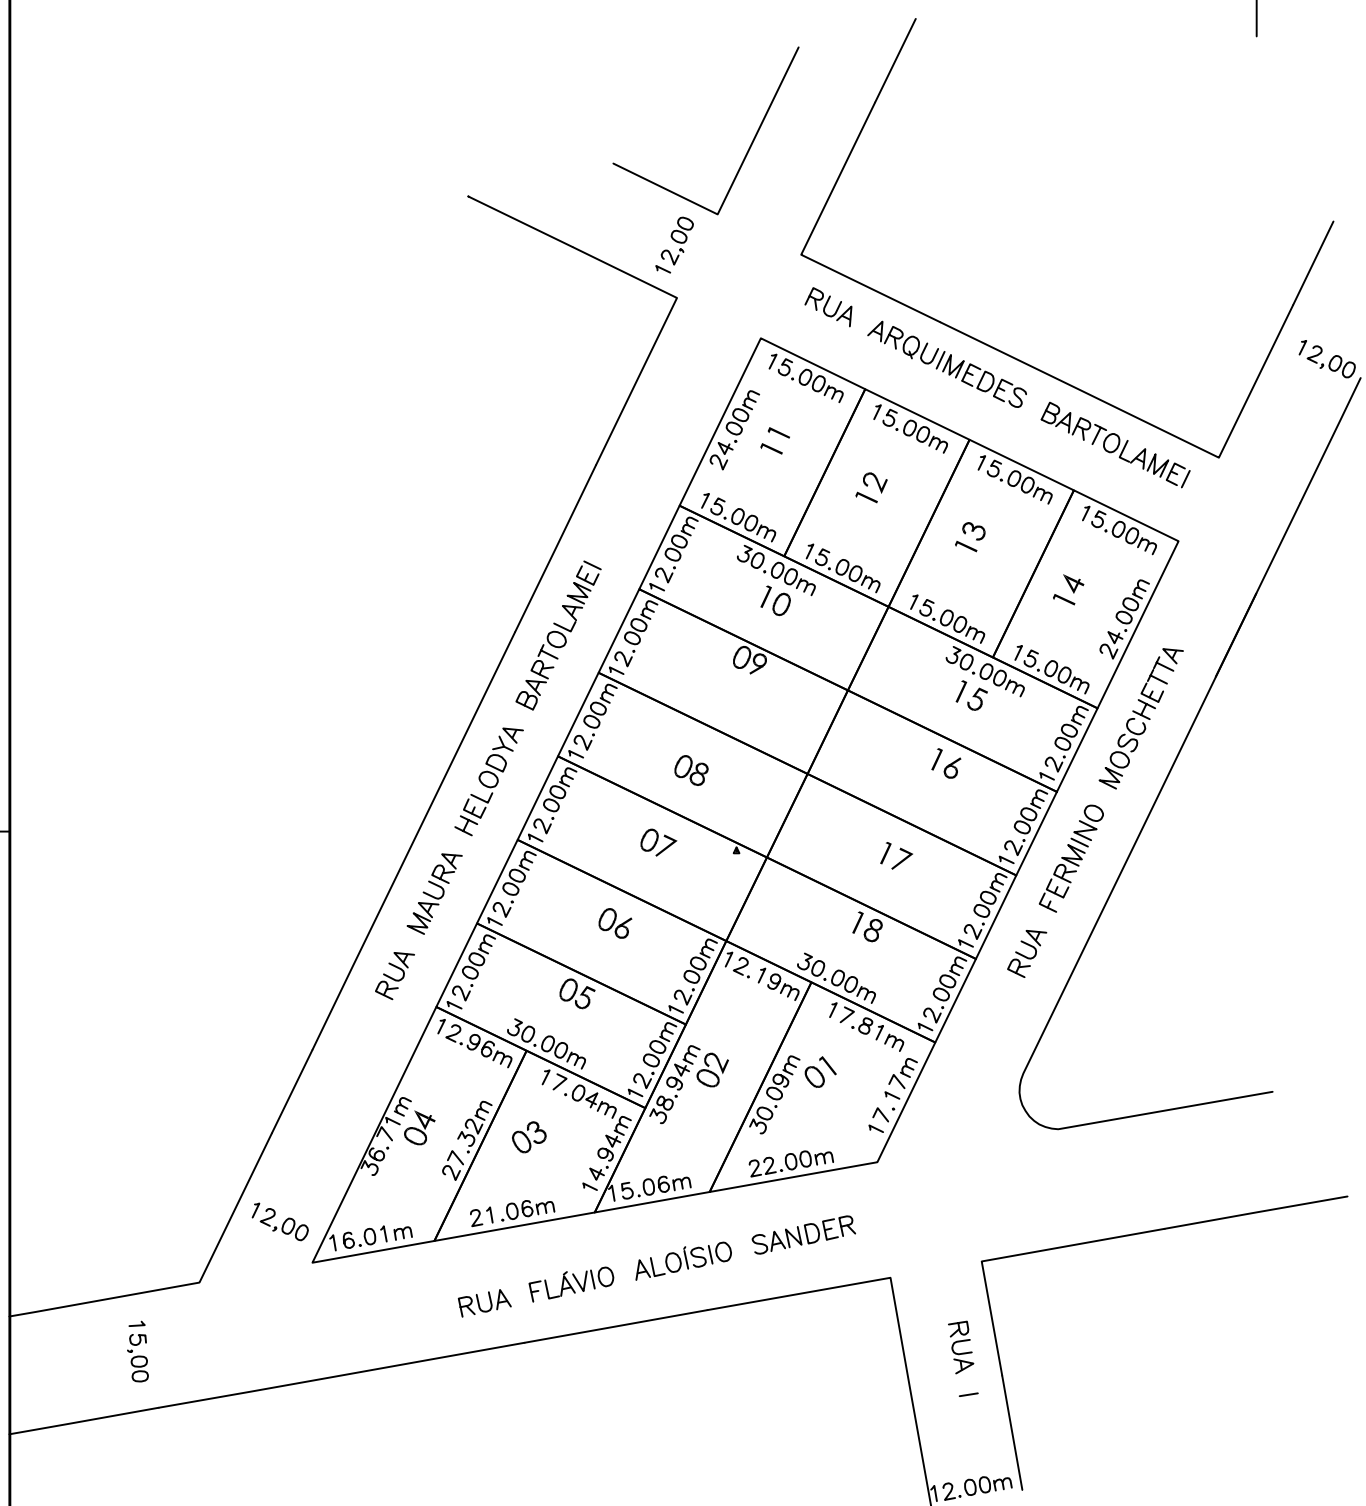 12,00
RUA ARQUIMEDES BARTOLAMEI
12,00
15.00m
15.00m
15.00m
15.00m
24.00m
11
12
13
14
24.00m
15.00m
15.00m
15.00m
15.00m
12.00m
30.00m
10
30.00m
15
12.00m
12.00m
09
16
12.00m
12.00m
08
17
12.00m
12.00m
07
18
30.00m
12.00m
12.00m
06
12.00m
12.00m
05
30.00m
12.00m
RUA MAURA HELODYA BARTOLAMEI
RUA FERMINO MOSCHETTA
12.19m
17.81m
38.94m
02
30.09m
01
17.17m
12.96m
17.04m
36.71m
04
27.32m
03
14.94m
16.01m
21.06m
15.06m
22.00m
12,00
RUA FLÁVIO ALOÍSIO SANDER
15,00
RUA I
12.00m